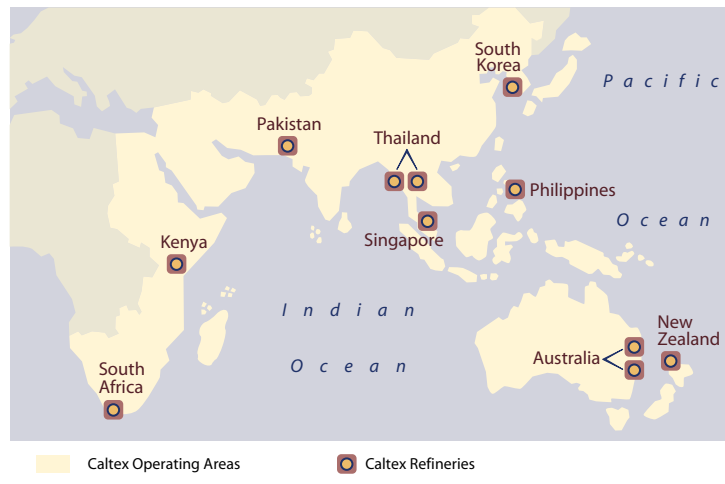 South
Korea
Pacific
Pakistan
Thailand
Philippines
Ocean
Singapore
Kenya
Indian
New
Zealand
Australia
Ocean
South
Africa
Caltex Operating Areas
Caltex Refineries